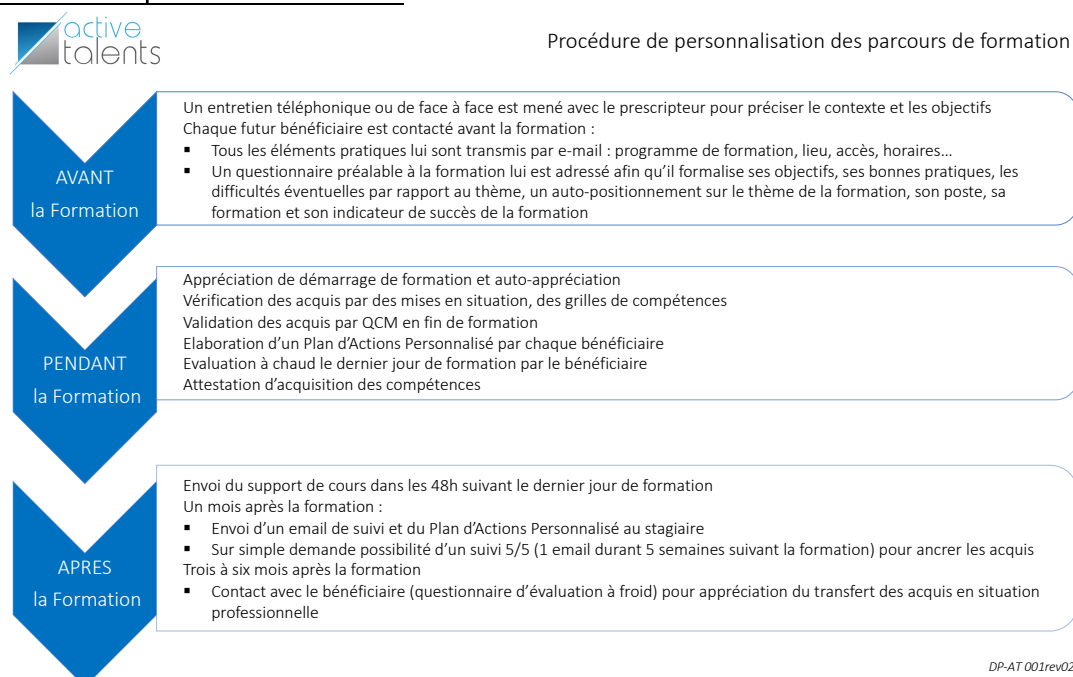 active
talents
Procédure de personnalisation des parcours de formation
AVANT
la Formation
Un entretien téléphonique ou de face à face est mené avec le prescripteur pour préciser le contexte et les objectifs
Chaque futur bénéficiaire est contacté avant la formation :
▪ Tous les éléments pratiques lui sont transmis par e-mail : programme de formation, lieu, accès, horaires…
▪ Un questionnaire préalable à la formation lui est adressé afin qu'il formalise ses objectifs, ses bonnes pratiques, les
difficultés éventuelles par rapport au thème, un auto-positionnement sur le thème de la formation, son poste, sa
formation et son indicateur de succès de la formation
PENDANT
la Formation
Appréciation de démarrage de formation et auto-appréciation
Vérification des acquis par des mises en situation, des grilles de compétences
Validation des acquis par QCM en fin de formation
Elaboration d'un Plan d'Actions Personnalisé par chaque bénéficiaire
Evaluation à chaud le dernier jour de formation par le bénéficiaire
Attestation d'acquisition des compétences
APRES
la Formation
Envoi du support de cours dans les 48h suivant le dernier jour de formation
Un mois après la formation :
▪ Envoi d'un email de suivi et du Plan d'Actions Personnalisé au stagiaire
▪ Sur simple demande possibilité d'un suivi 5/5 (1 email durant 5 semaines suivant la formation) pour ancrer les acquis
Trois à six mois après la formation
▪ Contact avec le bénéficiaire (questionnaire d'évaluation à froid) pour appréciation du transfert des acquis en situation
professionnelle
DP-AT 001rev02